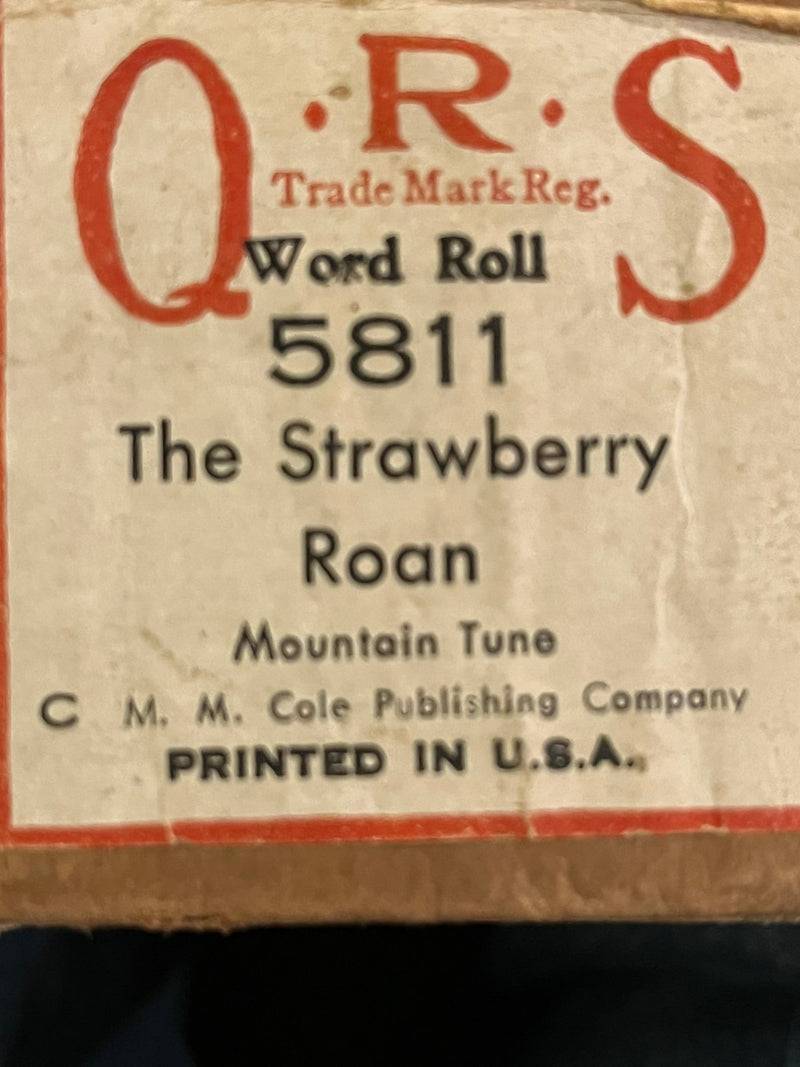 Q·R·S
Trade Mark Reg.
Word Roll
5811
The Strawberry
Roan
Mountain Tune
C M. M. Cole Publishing Company
PRINTED IN U.S.A.